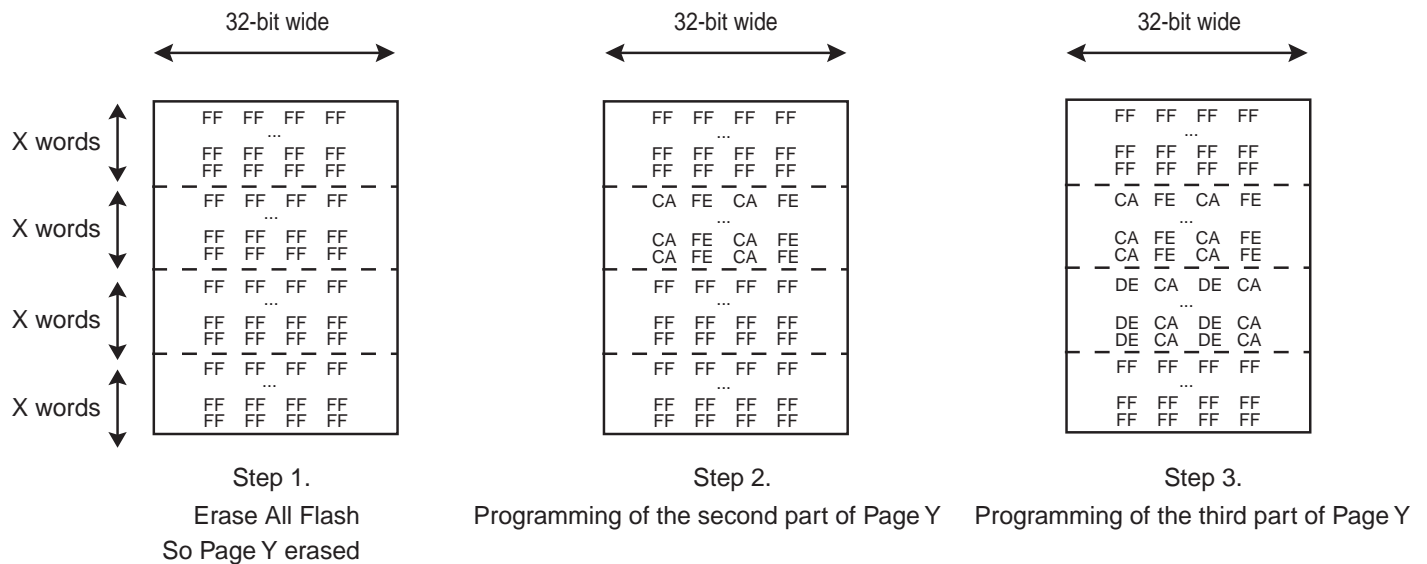 32-bit wide
32-bit wide
32-bit wide
X words
FF FF FF FF
...
FF FF FF FF
FF FF FF FF
X words
FF FF FF FF
...
FF FF FF FF
FF FF FF FF
X words
FF FF FF FF
...
FF FF FF FF
FF FF FF FF
X words
FF FF FF FF
...
FF FF FF FF
FF FF FF FF
Step 1.
Erase All Flash
So Page Y erased
FF FF FF FF
...
FF FF FF FF
FF FF FF FF
CA FE CA FE
...
CA FE CA FE
CA FE CA FE
FF FF FF FF
...
FF FF FF FF
FF FF FF FF
FF FF FF FF
...
FF FF FF FF
FF FF FF FF
Step 2.
Programming of the second part of Page Y
FF FF FF FF
...
FF FF FF FF
FF FF FF FF
CA FE CA FE
...
CA FE CA FE
CA FE CA FE
DE CA DE CA
...
DE CA DE CA
DE CA DE CA
FF FF FF FF
...
FF FF FF FF
FF FF FF FF
Step 3.
Programming of the third part of Page Y